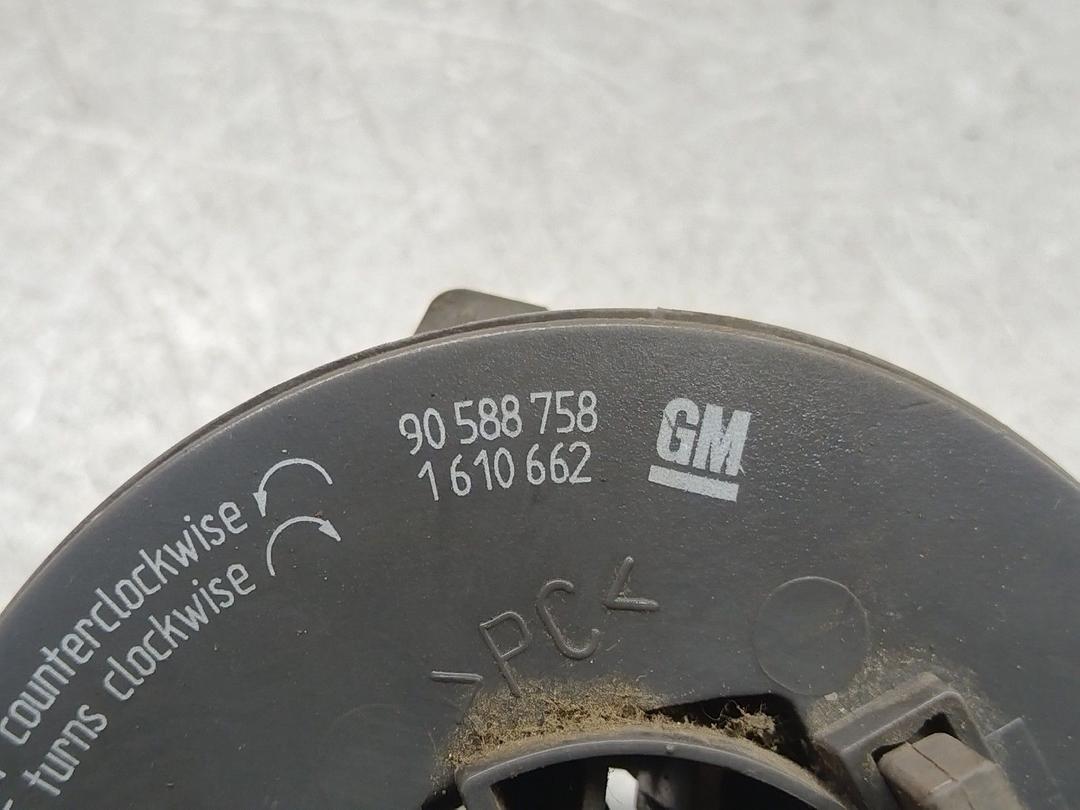 90 588 758
1 610 662
GM
counterclockwise
turns clockwise
>PC<